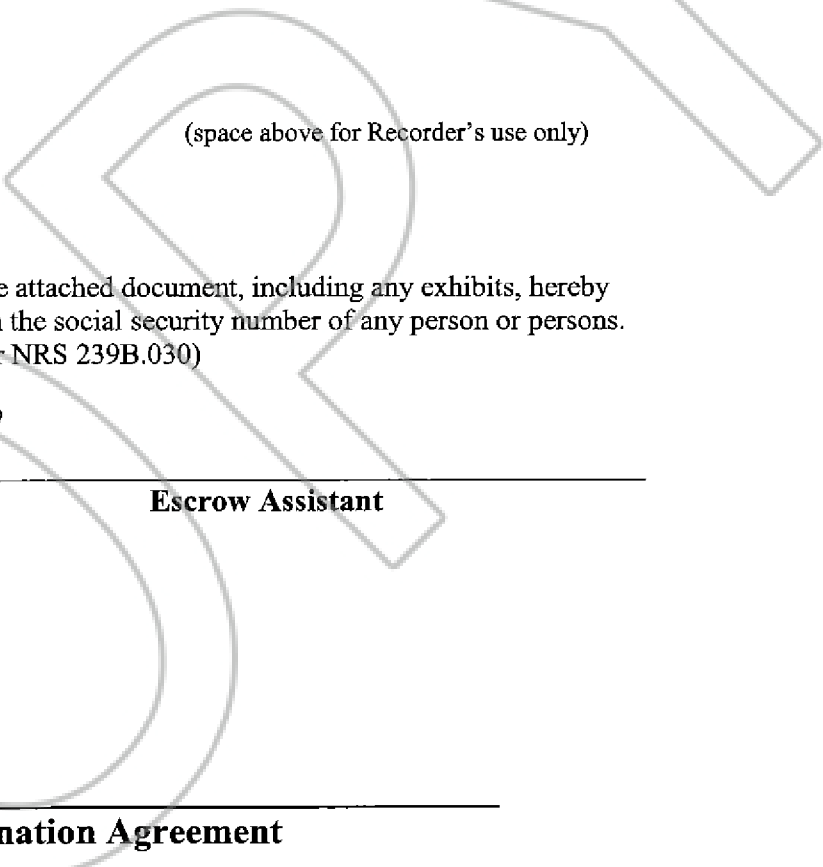 (space above for Recorder's use only)
e attached document, including any exhibits, hereby
the social security number of any person or persons.
NRS 239B.030)
Escrow Assistant
nation Agreement